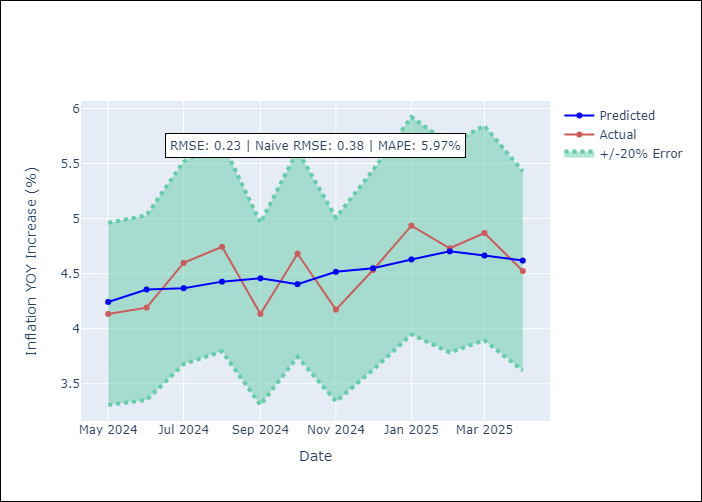 RMSE: 0.23 | Naive RMSE: 0.38 | MAPE: 5.97%
Predicted
Actual
+/-20% Error
Inflation YOY Increase (%)
6
5.5
5
4.5
4
3.5
May 2024
Jul 2024
Sep 2024
Nov 2024
Jan 2025
Mar 2025
Date